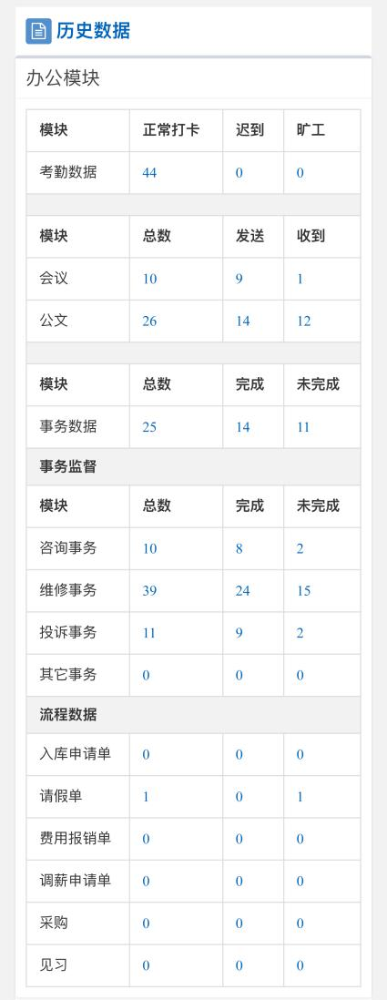 历史数据
办公模块
模块 正常打卡 迟到 旷工
考勤数据 44 0 0
模块 总数 发送 收到
会议 10 9 1
公文 26 14 12
模块 总数 完成 未完成
事务数据 25 14 11
事务监督
模块 总数 完成 未完成
咨询事务 10 8 2
维修事务 39 24 15
投诉事务 11 9 2
其它事务 0 0 0
流程数据
入库申请单 0 0 0
请假单 1 0 1
费用报销单 0 0 0
调薪申请单 0 0 0
采购 0 0 0
见习 0 0 0